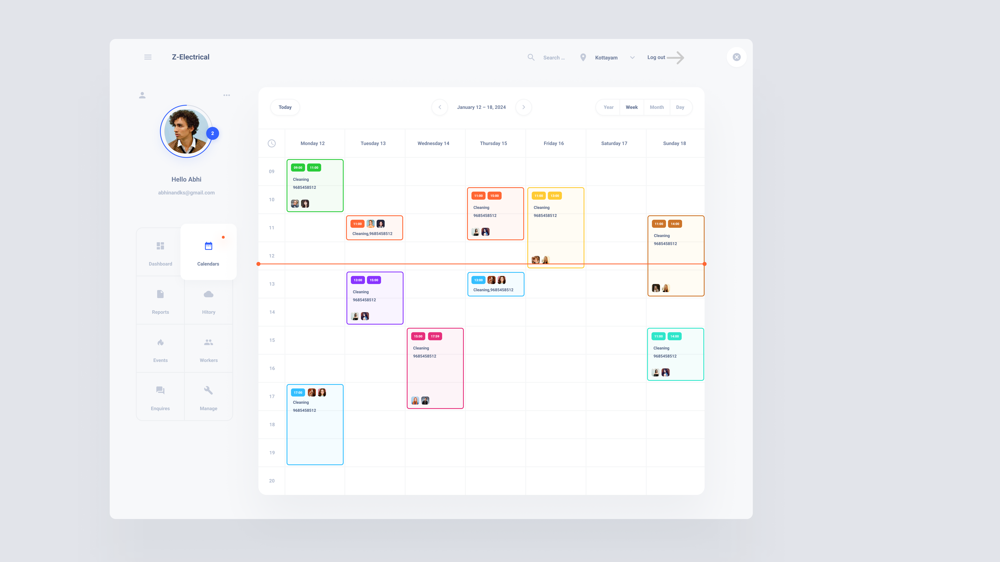 Z-Electrical
Search ...
Kottayam
Log out
2
Hello Abhi
abhinandks@gmail.com
Dashboard
Calendars
Reports
Hitory
Events
Workers
Enquires
Manage
Today
January 12 – 18, 2024
Year
Week
Month
Day
Monday 12
Tuesday 13
Wednesday 14
Thursday 15
Friday 16
Saturday 17
Sunday 18
09
10
11
12
13
14
15
16
17
18
19
20
09:00 11:00
Cleaning
9685458512
17:00
Cleaning
9685458512
11:00
Cleaning,9685458512
13:00 15:00
Cleaning
9685458512
15:00 17:59
Cleaning
9685458512
11:00 15:00
Cleaning
9685458512
13:00
Cleaning,9685458512
11:00 13:00
Cleaning
9685458512
11:00 14:00
Cleaning
9685458512
11:00 14:00
Cleaning
9685458512